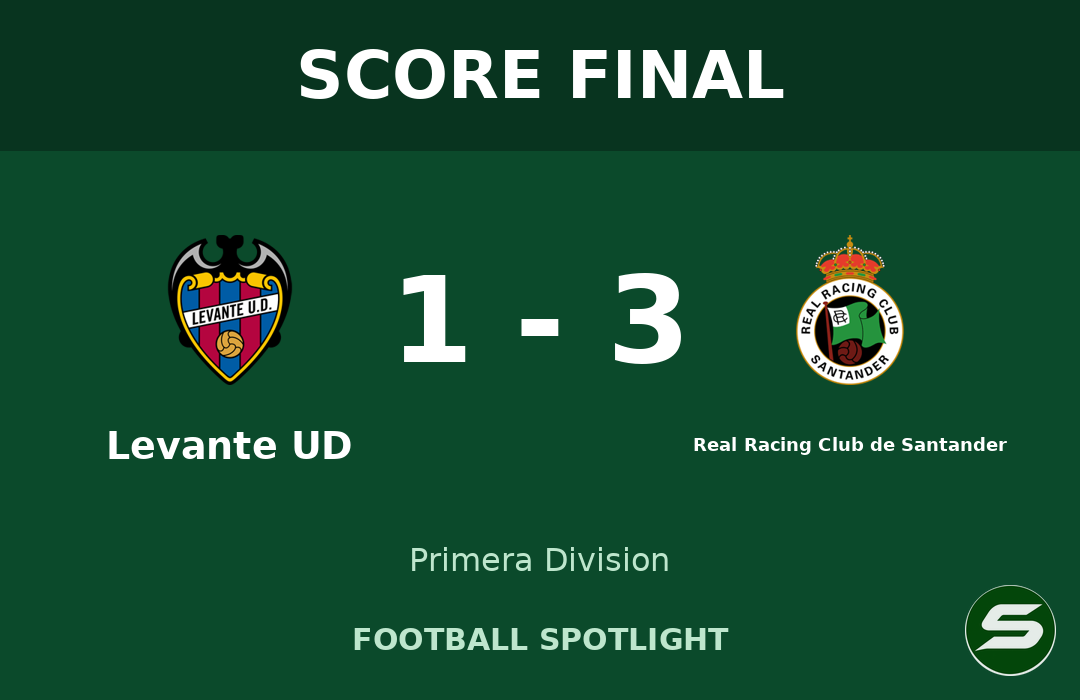 SCORE FINAL
1 - 3
LEVANTE U.D.
REAL RACING CLUB
SANTANDER
Levante UD
Real Racing Club de Santander
Primera Division
FOOTBALL SPOTLIGHT
S